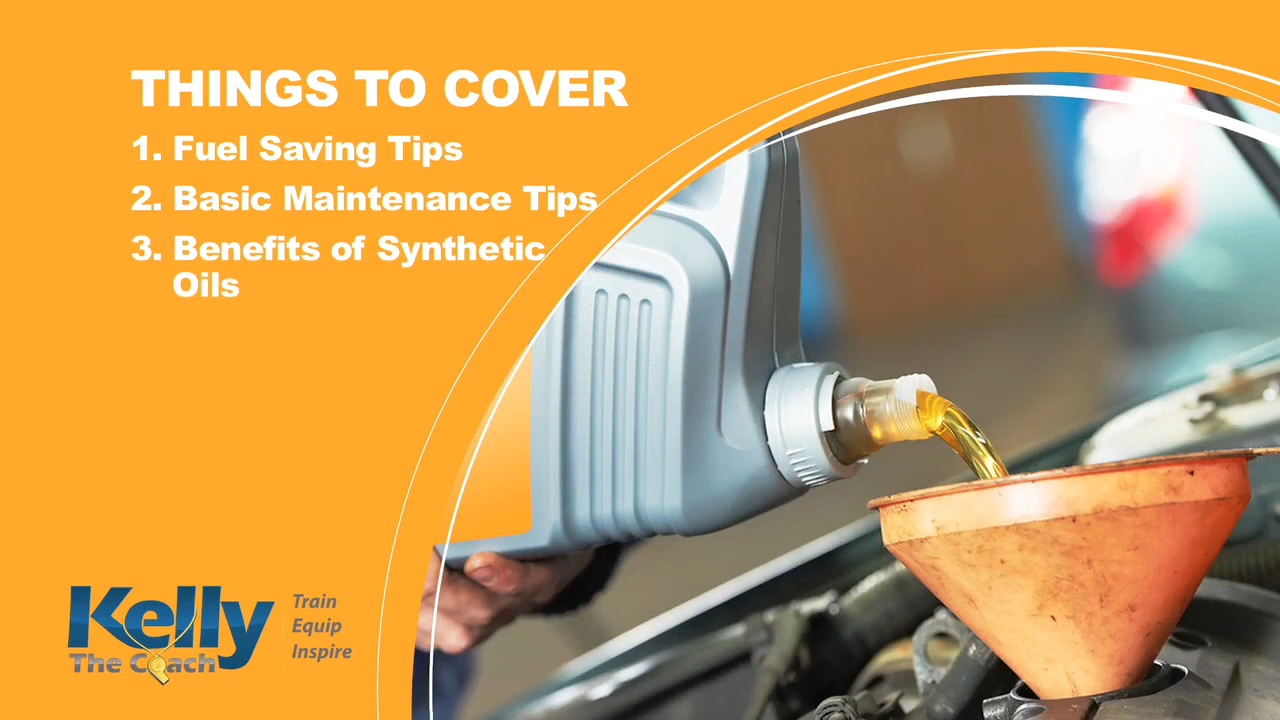 THINGS TO COVER
1. Fuel Saving Tips
2. Basic Maintenance Tips
3. Benefits of Synthetic
Oils
Kelly
The Coach
Train
Equip
Inspire